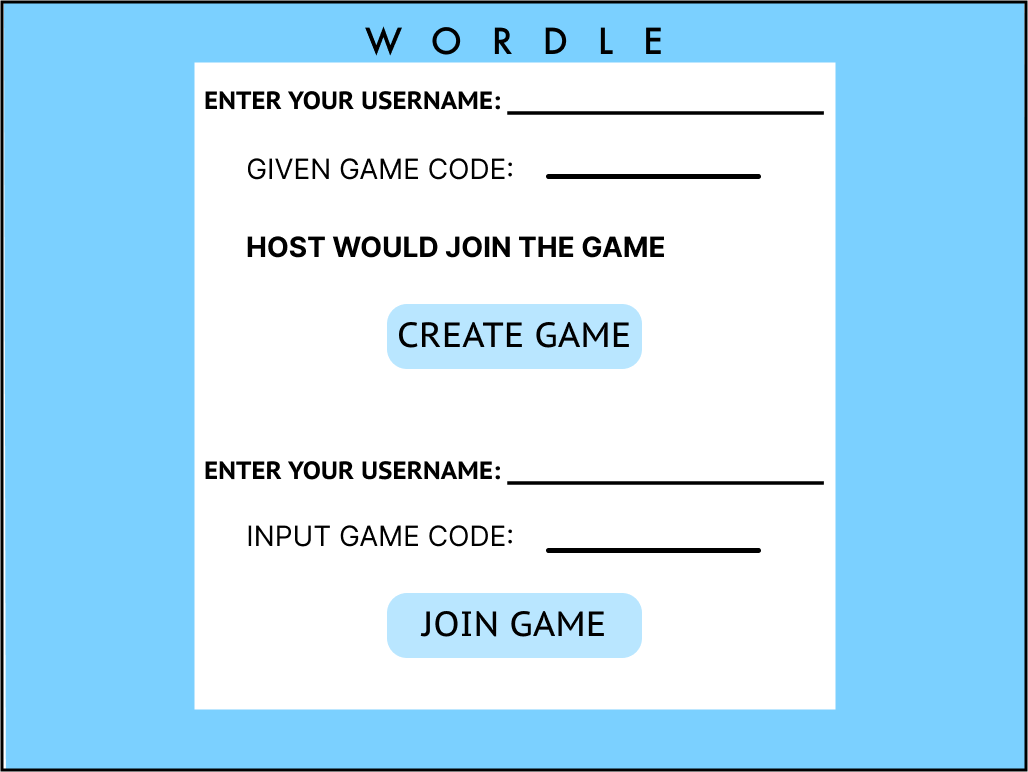 W O R D L E
ENTER YOUR USERNAME:
GIVEN GAME CODE:
HOST WOULD JOIN THE GAME
CREATE GAME
ENTER YOUR USERNAME:
INPUT GAME CODE:
JOIN GAME